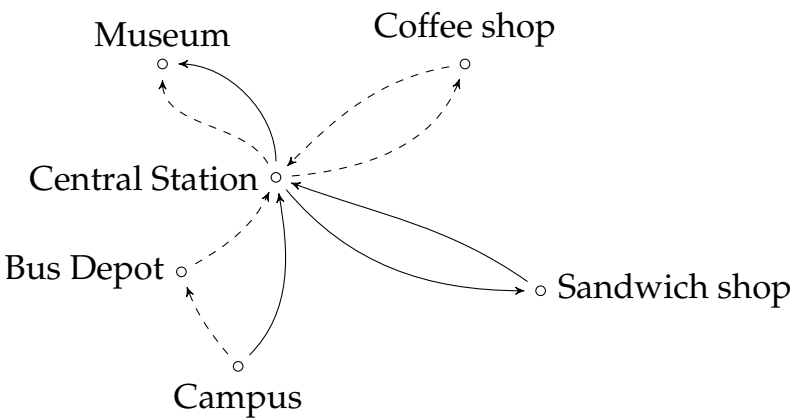 Museum
Coffee shop
Central Station
Bus Depot
Sandwich shop
Campus